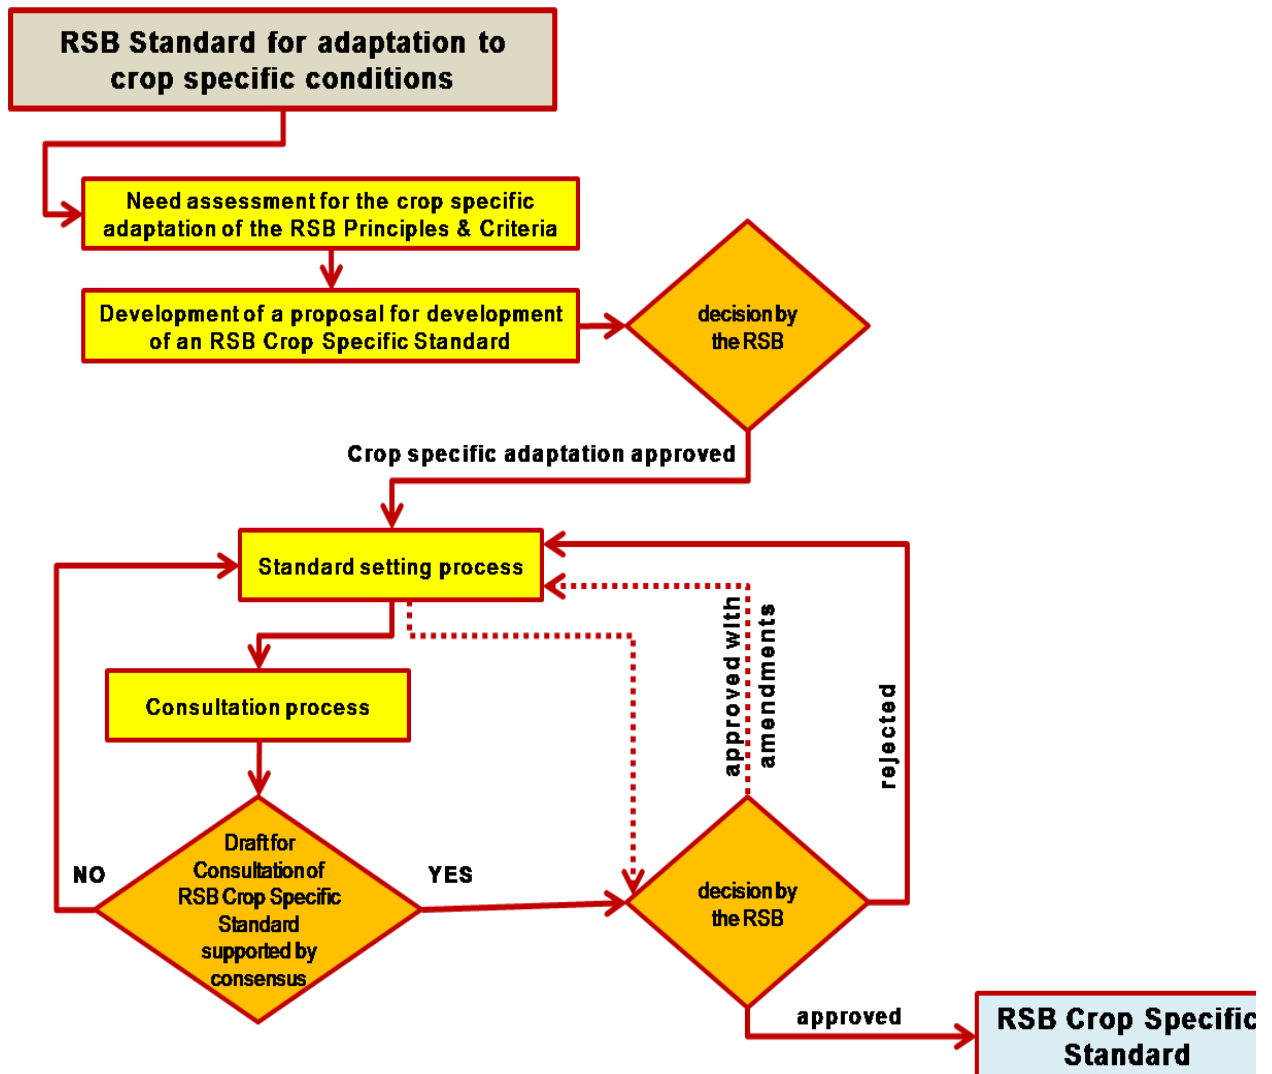 RSB Standard for adaptation to
crop specific conditions
Need assessment for the crop specific
adaptation of the RSB Principles & Criteria
Development of a proposal for development
of an RSB Crop Specific Standard
decision by
the RSB
Crop specific adaptation approved
Standard setting process
approved with
amendments
rejected
Consultation process
Draft for
Consultation of
RSB Crop Specific
Standard
supported by
consensus
NO
YES
decision by
the RSB
approved
RSB Crop Specific
Standard